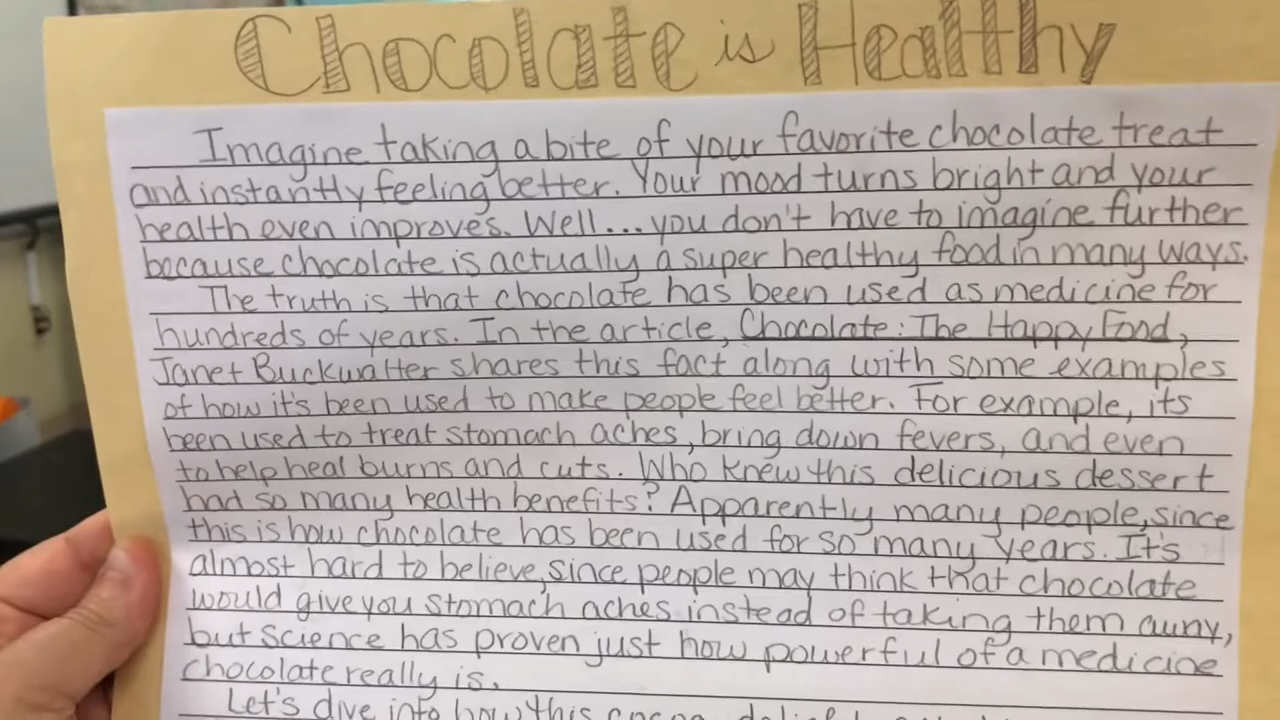 Chocolate is Healthy
Imagine taking a bite of your favorite chocolate treat
and instantly feeling better. Your mood turns bright and your
health even improves. Well... you don't have to imagine further
because chocolate is actually a super healthy food in many ways.
The truth is that chocolate has been used as medicine for
hundreds of years. In the article, Chocolate: The Happy Food,
Janet Buckwalter shares this fact along with some examples
of how it's been used to make people feel better. For example, its
been used to treat stomach aches, bring down fevers, and even
to help heal burns and cuts. Who knew this delicious dessert
had so many health benefits? Apparently many people, since
this is how chocolate has been used for so many years. It's
almost hard to believe, since people may think that chocolate
would give you stomach aches instead of taking them away,
but science has proven just how powerful of a medicine
chocolate really is.
Let's dive into how this cocoa